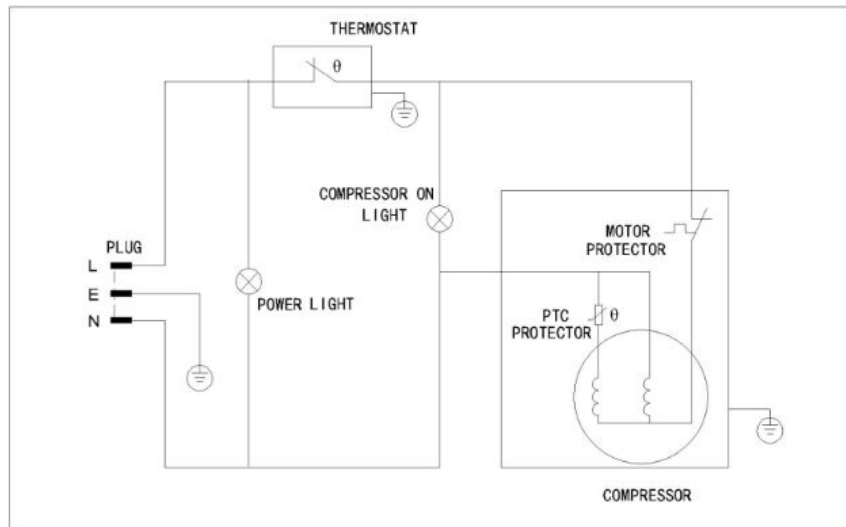 THERMOSTAT
θ
COMPRESSOR ON
LIGHT
MOTOR
PROTECTOR
PLUG
L
E
N
POWER LIGHT
PTC
PROTECTOR
θ
COMPRESSOR